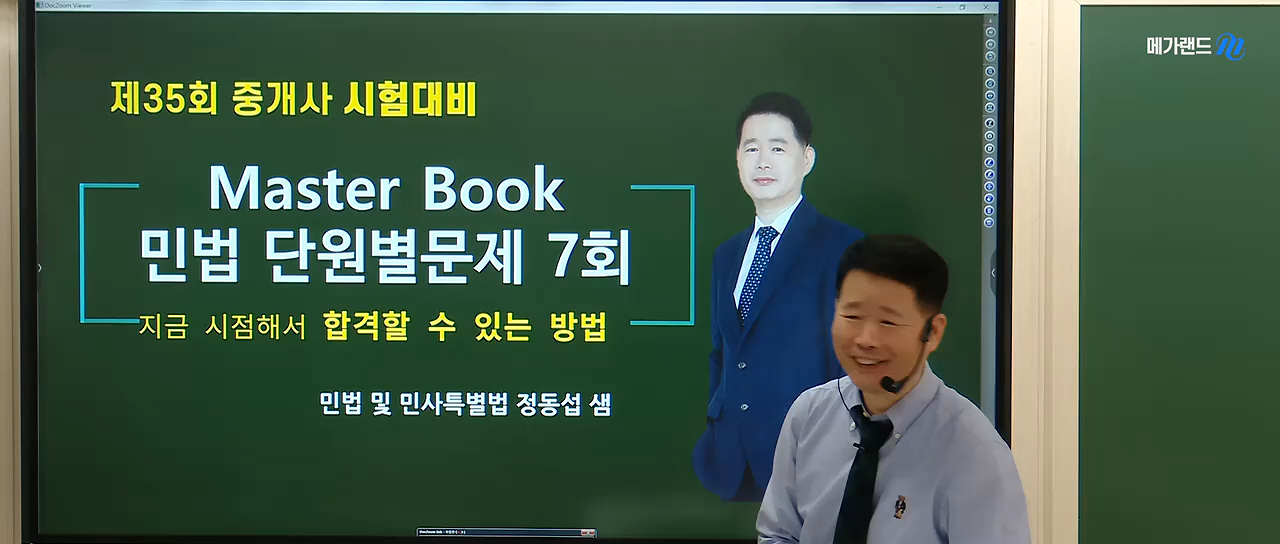 DocZoom Viewer
메가랜드
제35회 중개사 시험대비
Master Book
민법 단원별문제 7회
지금 시점해서 합격할 수 있는 방법
민법 및 민사특별법 정동섭 샘